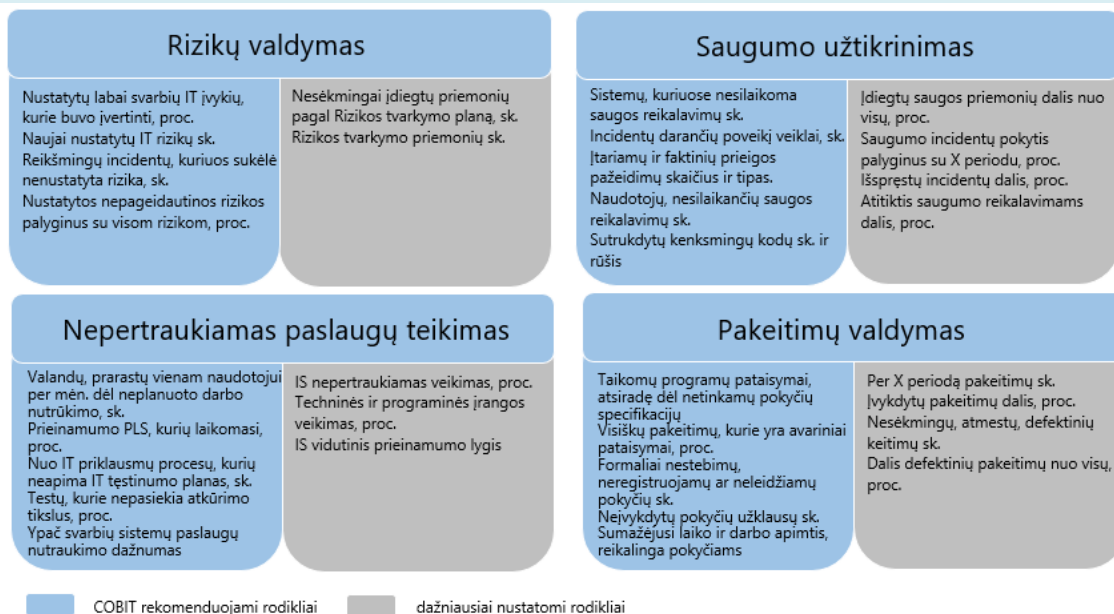 Rizikų valdymas
Nustatytų labai svarbių IT įvykių,
kurie buvo įvertinti, proc.
Naujai nustatytų IT rizikų sk.
Reikšmingų incidentų, kuriuos sukėlė
nenustatyta rizika, sk.
Nustatytos nepageidautinos rizikos
palyginus su visom rizikom, proc.
Nesėkmingai įdiegtų priemonių
pagal Rizikos tvarkymo planą, sk.
Rizikos tvarkymo priemonių sk.
Saugumo užtikrinimas
Sistemų, kuriuose nesilaikoma
saugos reikalavimų sk.
Incidentų darančių poveikį veiklai, sk.
Įtariamų ir faktinių prieigos
pažeidimų skaičius ir tipas.
Naudotojų, nesilaikančių saugos
reikalavimų sk.
Sutrukdytų kenksmingų kodų sk. ir
rūšis
Įdiegtų saugos priemonių dalis nuo
visų, proc.
Saugumo incidentų pokytis
palyginus su X periodu, proc.
Išspręstų incidentų dalis, proc.
Atitiktis saugumo reikalavimams
dalis, proc.
Nepertraukiamas paslaugų teikimas
Valandų, prarastų vienam naudotojui
per mėn. dėl neplanuoto darbo
nutrūkimo, sk.
Prieinamumo PLS, kurių laikomasi,
proc.
Nuo IT priklausmų procesų, kurių
neapima IT tęstinumo planas, sk.
Testų, kurie nepasiekia atkūrimo
tikslus, proc.
Ypač svarbių sistemų paslaugų
nutraukimo dažnumas
IS nepertraukiamas veikimas, proc.
Techninės ir programinės įrangos
veikimas, proc.
IS vidutinis prieinamumo lygis
Pakeitimų valdymas
Taikomų programų pataisymai,
atsiradę dėl netinkamų pokyčių
specifikacijų
Visiškų pakeitimų, kurie yra avariniai
pataisymai, proc.
Formaliai nestebimų,
neregistruojamų ar neleidžiamų
pokyčių sk.
Neįvykdytų pokyčių užklausų sk.
Sumažėjusi laiko ir darbo apimtis,
reikalinga pokyčiams
Per X periodą pakeitimų sk.
Įvykdytų pakeitimų dalis, proc.
Nesėkmingų, atmestų, defektinių
keitimų sk.
Dalis defektinių pakeitimų nuo visų,
proc.
COBIT rekomenduojami rodikliai
dažniausiai nustatomi rodikliai